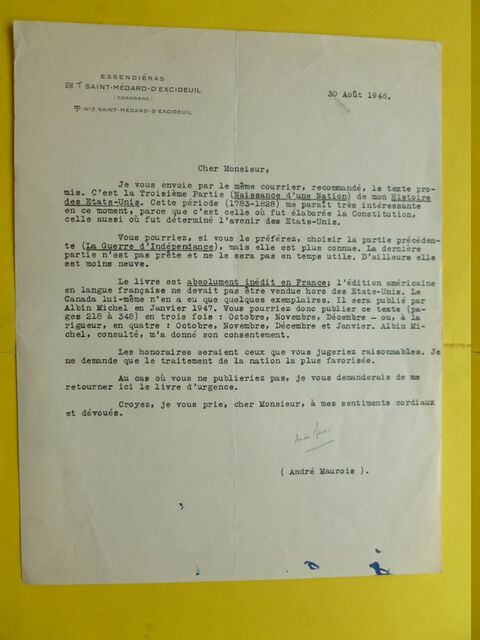 ESSENDIÉRAS
SAINT-MÉDARD-D'EXCIDEUIL
(DORDOGNE)
N° 2 SAINT-MÉDARD-D'EXCIDEUIL
30 Août 1946.
Cher Monsieur,
Je vous envoie par le même courrier, recommandé, le texte pro-
mis. C'est la Troisième Partie (Naissance d'une Nation) de mon Histoire
des Etats-Unis. Cette période (1783-1828) me paraît très intéressante
en ce moment, parce que c'est celle où fut élaborée la Constitution,
celle aussi où fut déterminé l'avenir des Etats-Unis.
Vous pourriez, si vous le préférez, choisir la partie précéden-
te (La Guerre d'Indépendance), mais elle est plus connue. La dernière
partie n'est pas prête et ne le sera pas en temps utile. D'ailleurs elle
est moins neuve.
Le livre est absolument inédit en France; l'édition américaine
en langue française ne devait pas être vendue hors des Etats-Unis. Le
Canada lui-même n'en a eu que quelques exemplaires. Il sera publié par
Albin Michel en Janvier 1947. Vous pourriez donc publier ce texte (pa-
ges 218 à 348) en trois fois : Octobre, Novembre, Décembre - ou, à la
rigueur, en quatre : Octobre, Novembre, Décembre et Janvier. Albin Mi-
chel, consulté, m'a donné son consentement.
Les honoraires seraient ceux que vous jugeriez raisonnables. Je
ne demande que le traitement de la nation la plus favorisée.
Au cas où vous ne publieriez pas, je vous demanderais de me
retourner ici le livre d'urgence.
Croyez, je vous prie, cher Monsieur, à mes sentiments cordiaux
et dévoués.
André Maurois
( André Maurois ).